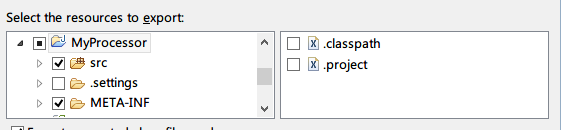 Select the resources to export:
MyProcessor
src
.settings
META-INF
.classpath
.project